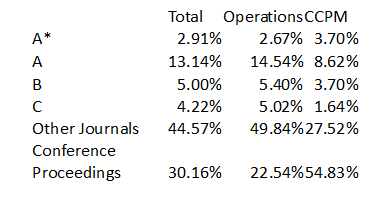 Total Operations CCPM
A* 2.91% 2.67% 3.70%
A 13.14% 14.54% 8.62%
B 5.00% 5.40% 3.70%
C 4.22% 5.02% 1.64%
Other Journals 44.57% 49.84% 27.52%
Conference
Proceedings 30.16% 22.54% 54.83%